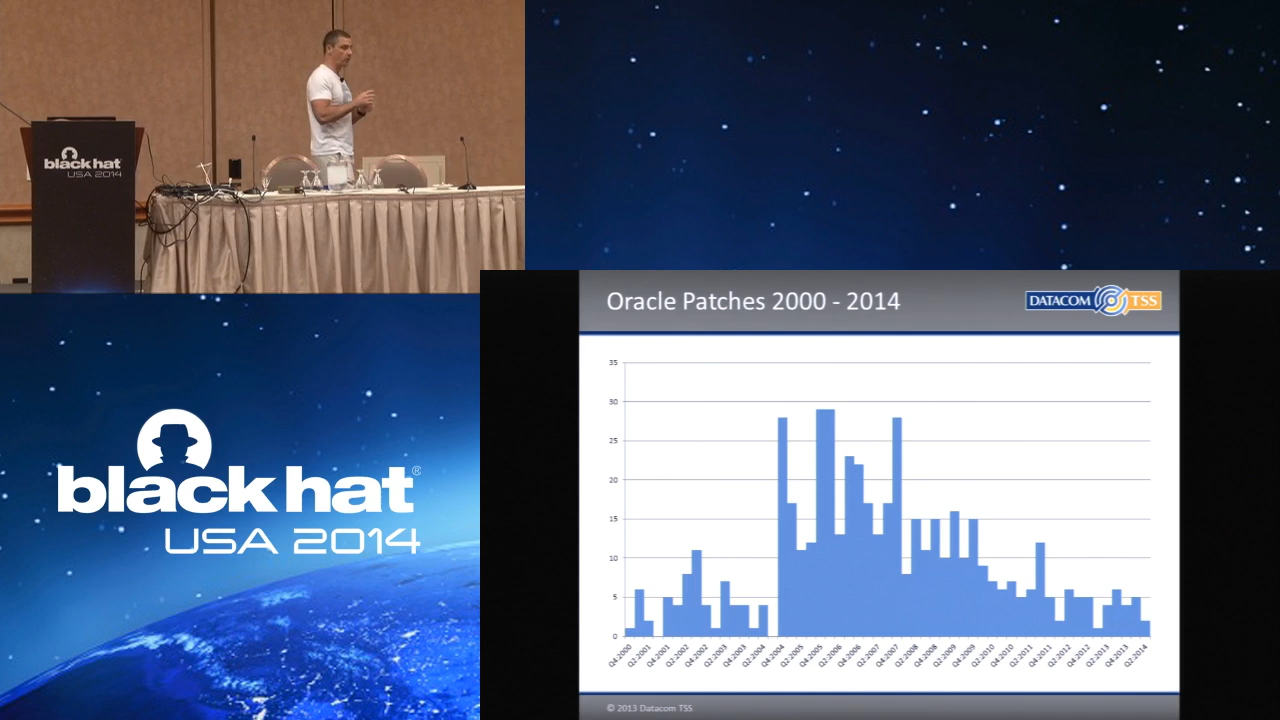 black hat
USA 2014
Oracle Patches 2000 - 2014
DATACOM TSS
35
30
25
20
15
10
5
0
Q4 2000
Q2 2001
Q4 2001
Q2 2002
Q4 2002
Q2 2003
Q4 2003
Q2 2004
Q4 2004
Q2 2005
Q4 2005
Q2 2006
Q4 2006
Q2 2007
Q4 2007
Q2 2008
Q4 2008
Q2 2009
Q4 2009
Q2 2010
Q4 2010
Q2 2011
Q4 2011
Q2 2012
Q4 2012
Q2 2013
Q4 2013
Q2 2014
black hat®
USA 2014
© 2013 Datacom TSS